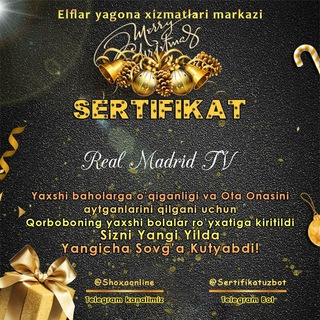 Elflar yagona xizmatlari markazi
Merry
Christmas
SERTIFIKAT
Real Madrid TV
Yaxshi baholarga o'qiganligi va Ota Onasini
aytganlarini qilgani uchun
Qorboboning yaxshi bolalar ro'yxatiga kiritildi
Sizni Yangi Yilda
Yangicha Sovg'a Kutyabdi!
@Shoxaonline
Telegram kanalimiz
@Sertifikatuzbot
Telegram Bot